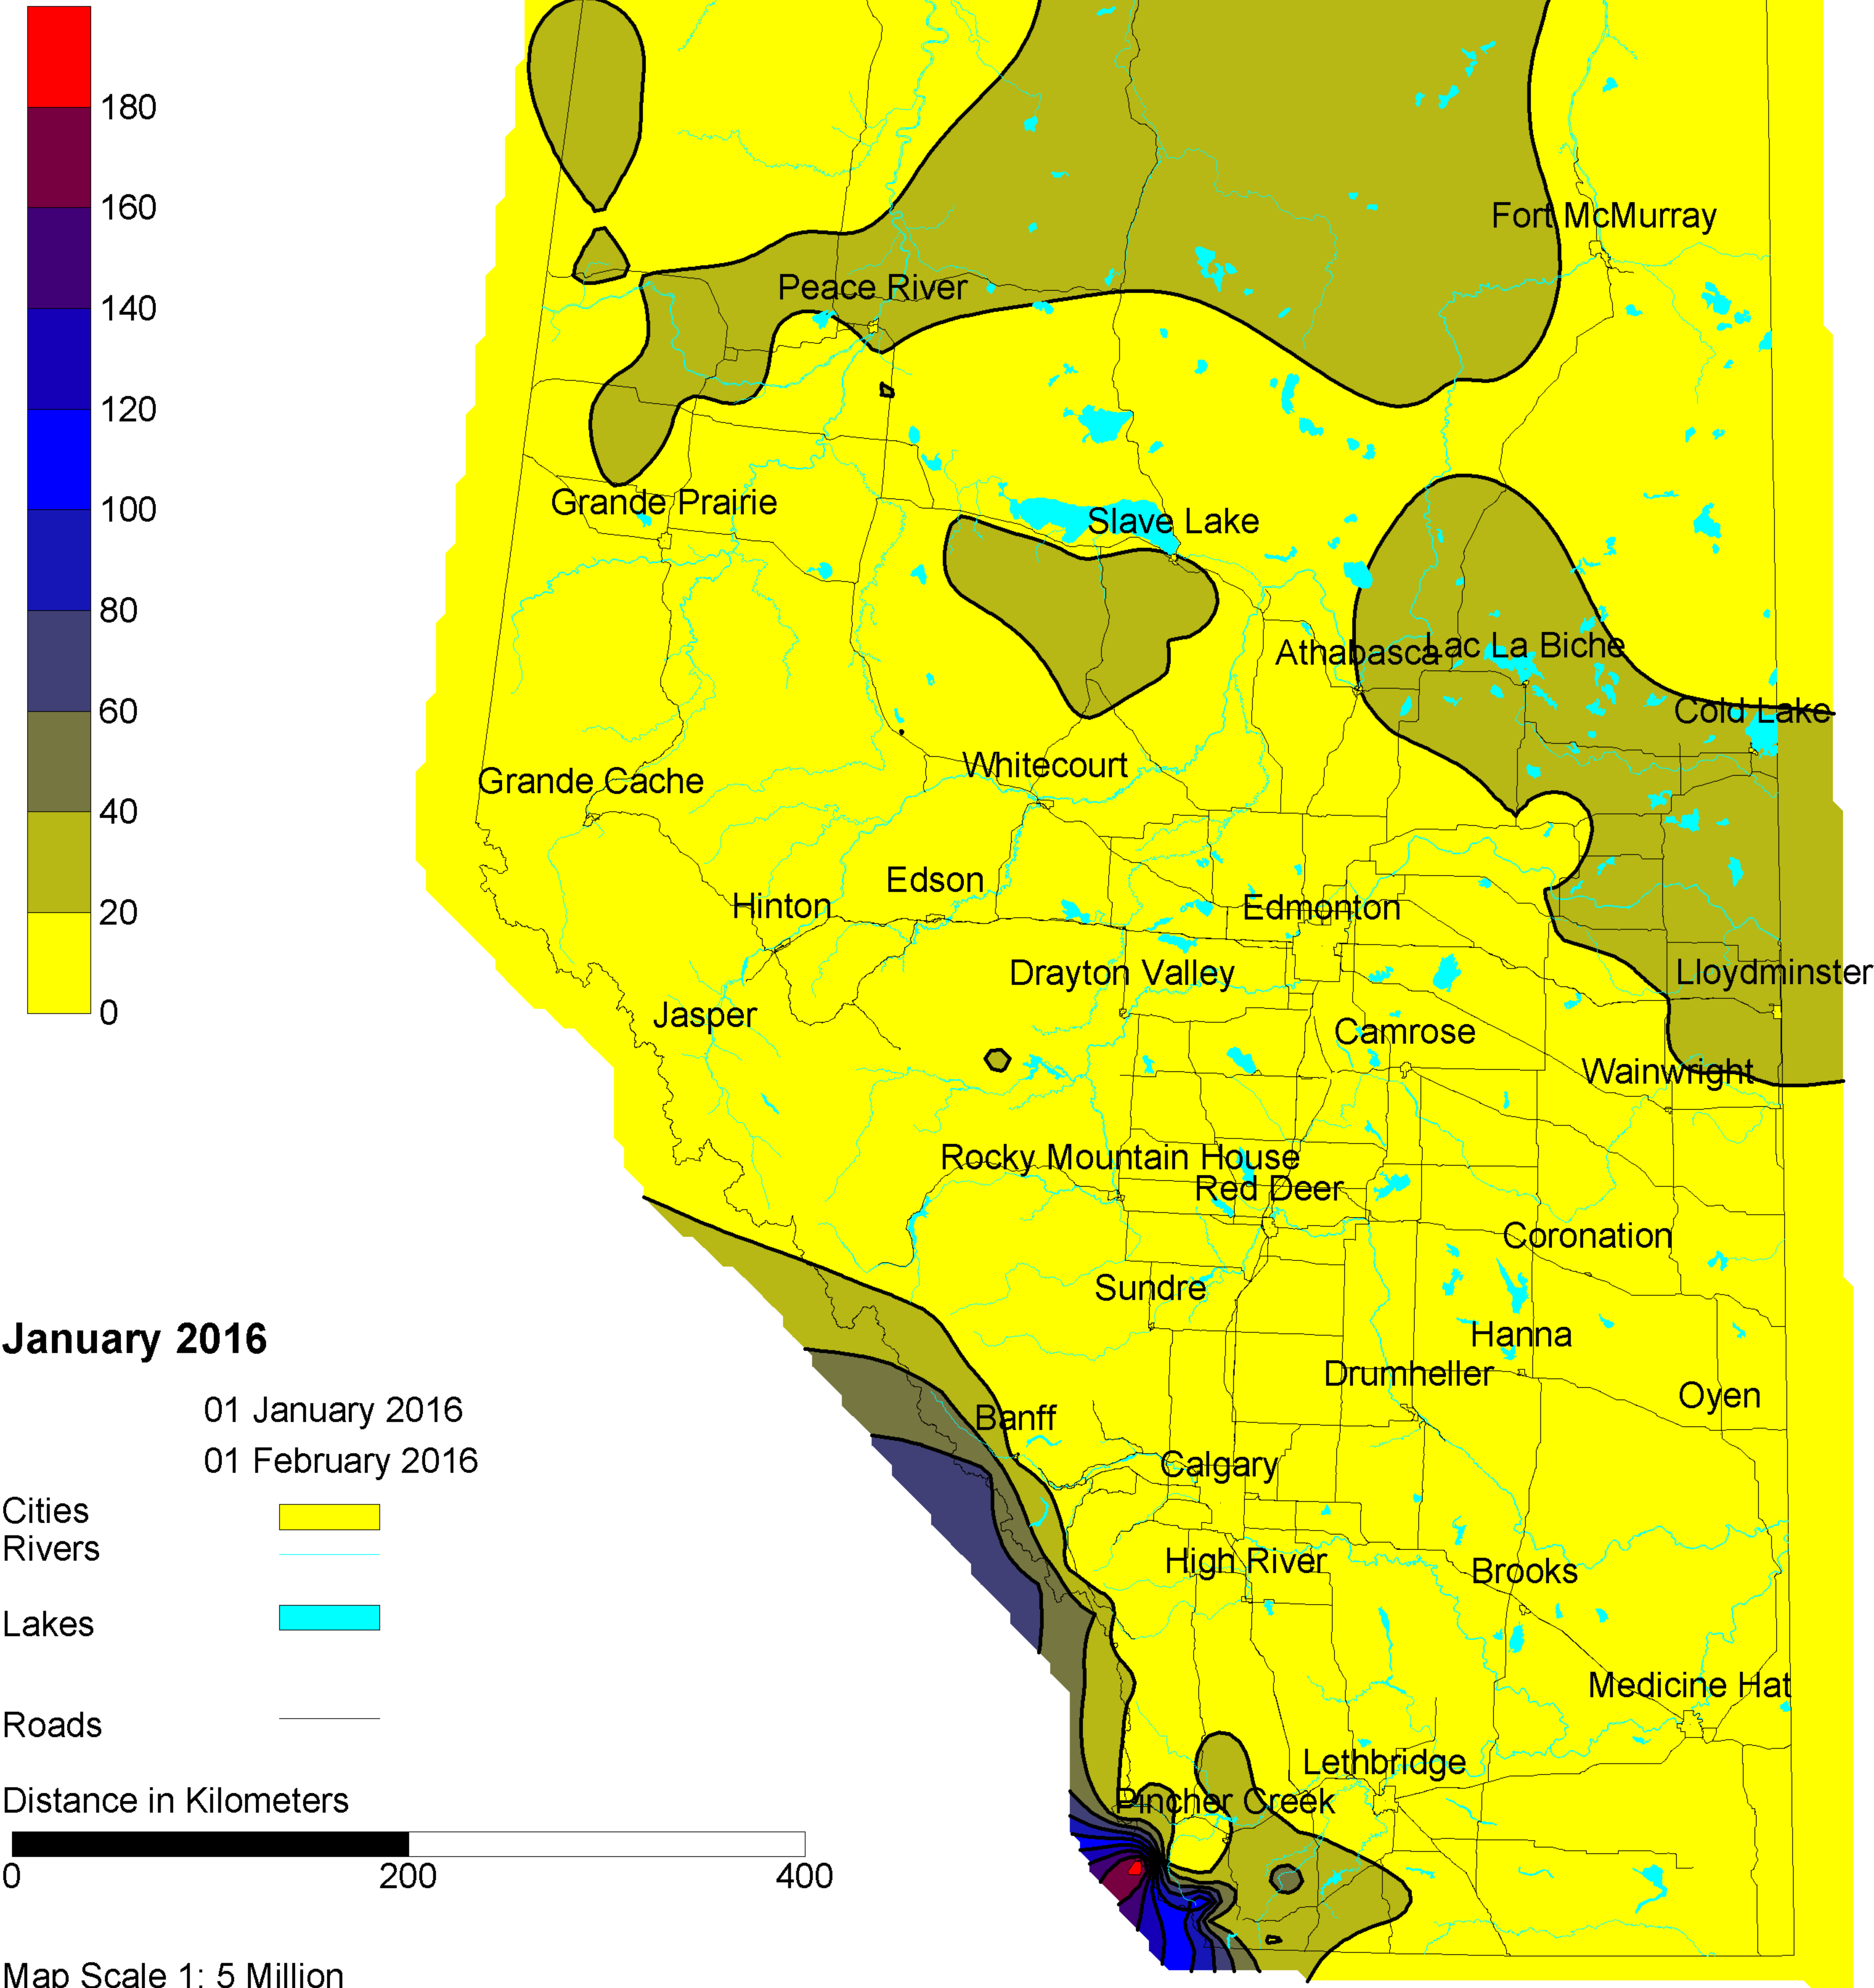 180
160
140
120
100
80
60
40
20
0
Fort McMurray
Peace River
Grande Prairie
Slave Lake
Athabasca
Lac La Biche
Cold Lake
Whitecourt
Grande Cache
Edson
Hinton
Edmonton
Drayton Valley
Lloydminster
Jasper
Camrose
Wainwright
Rocky Mountain House
Red Deer
Coronation
Sundre
Hanna
Drumheller
Oyen
Banff
Calgary
High River
Brooks
Medicine Hat
Lethbridge
Pincher Creek
January 2016
01 January 2016
01 February 2016
Cities
Rivers
Lakes
Roads
Distance in Kilometers
0 200 400
Map Scale 1: 5 Million